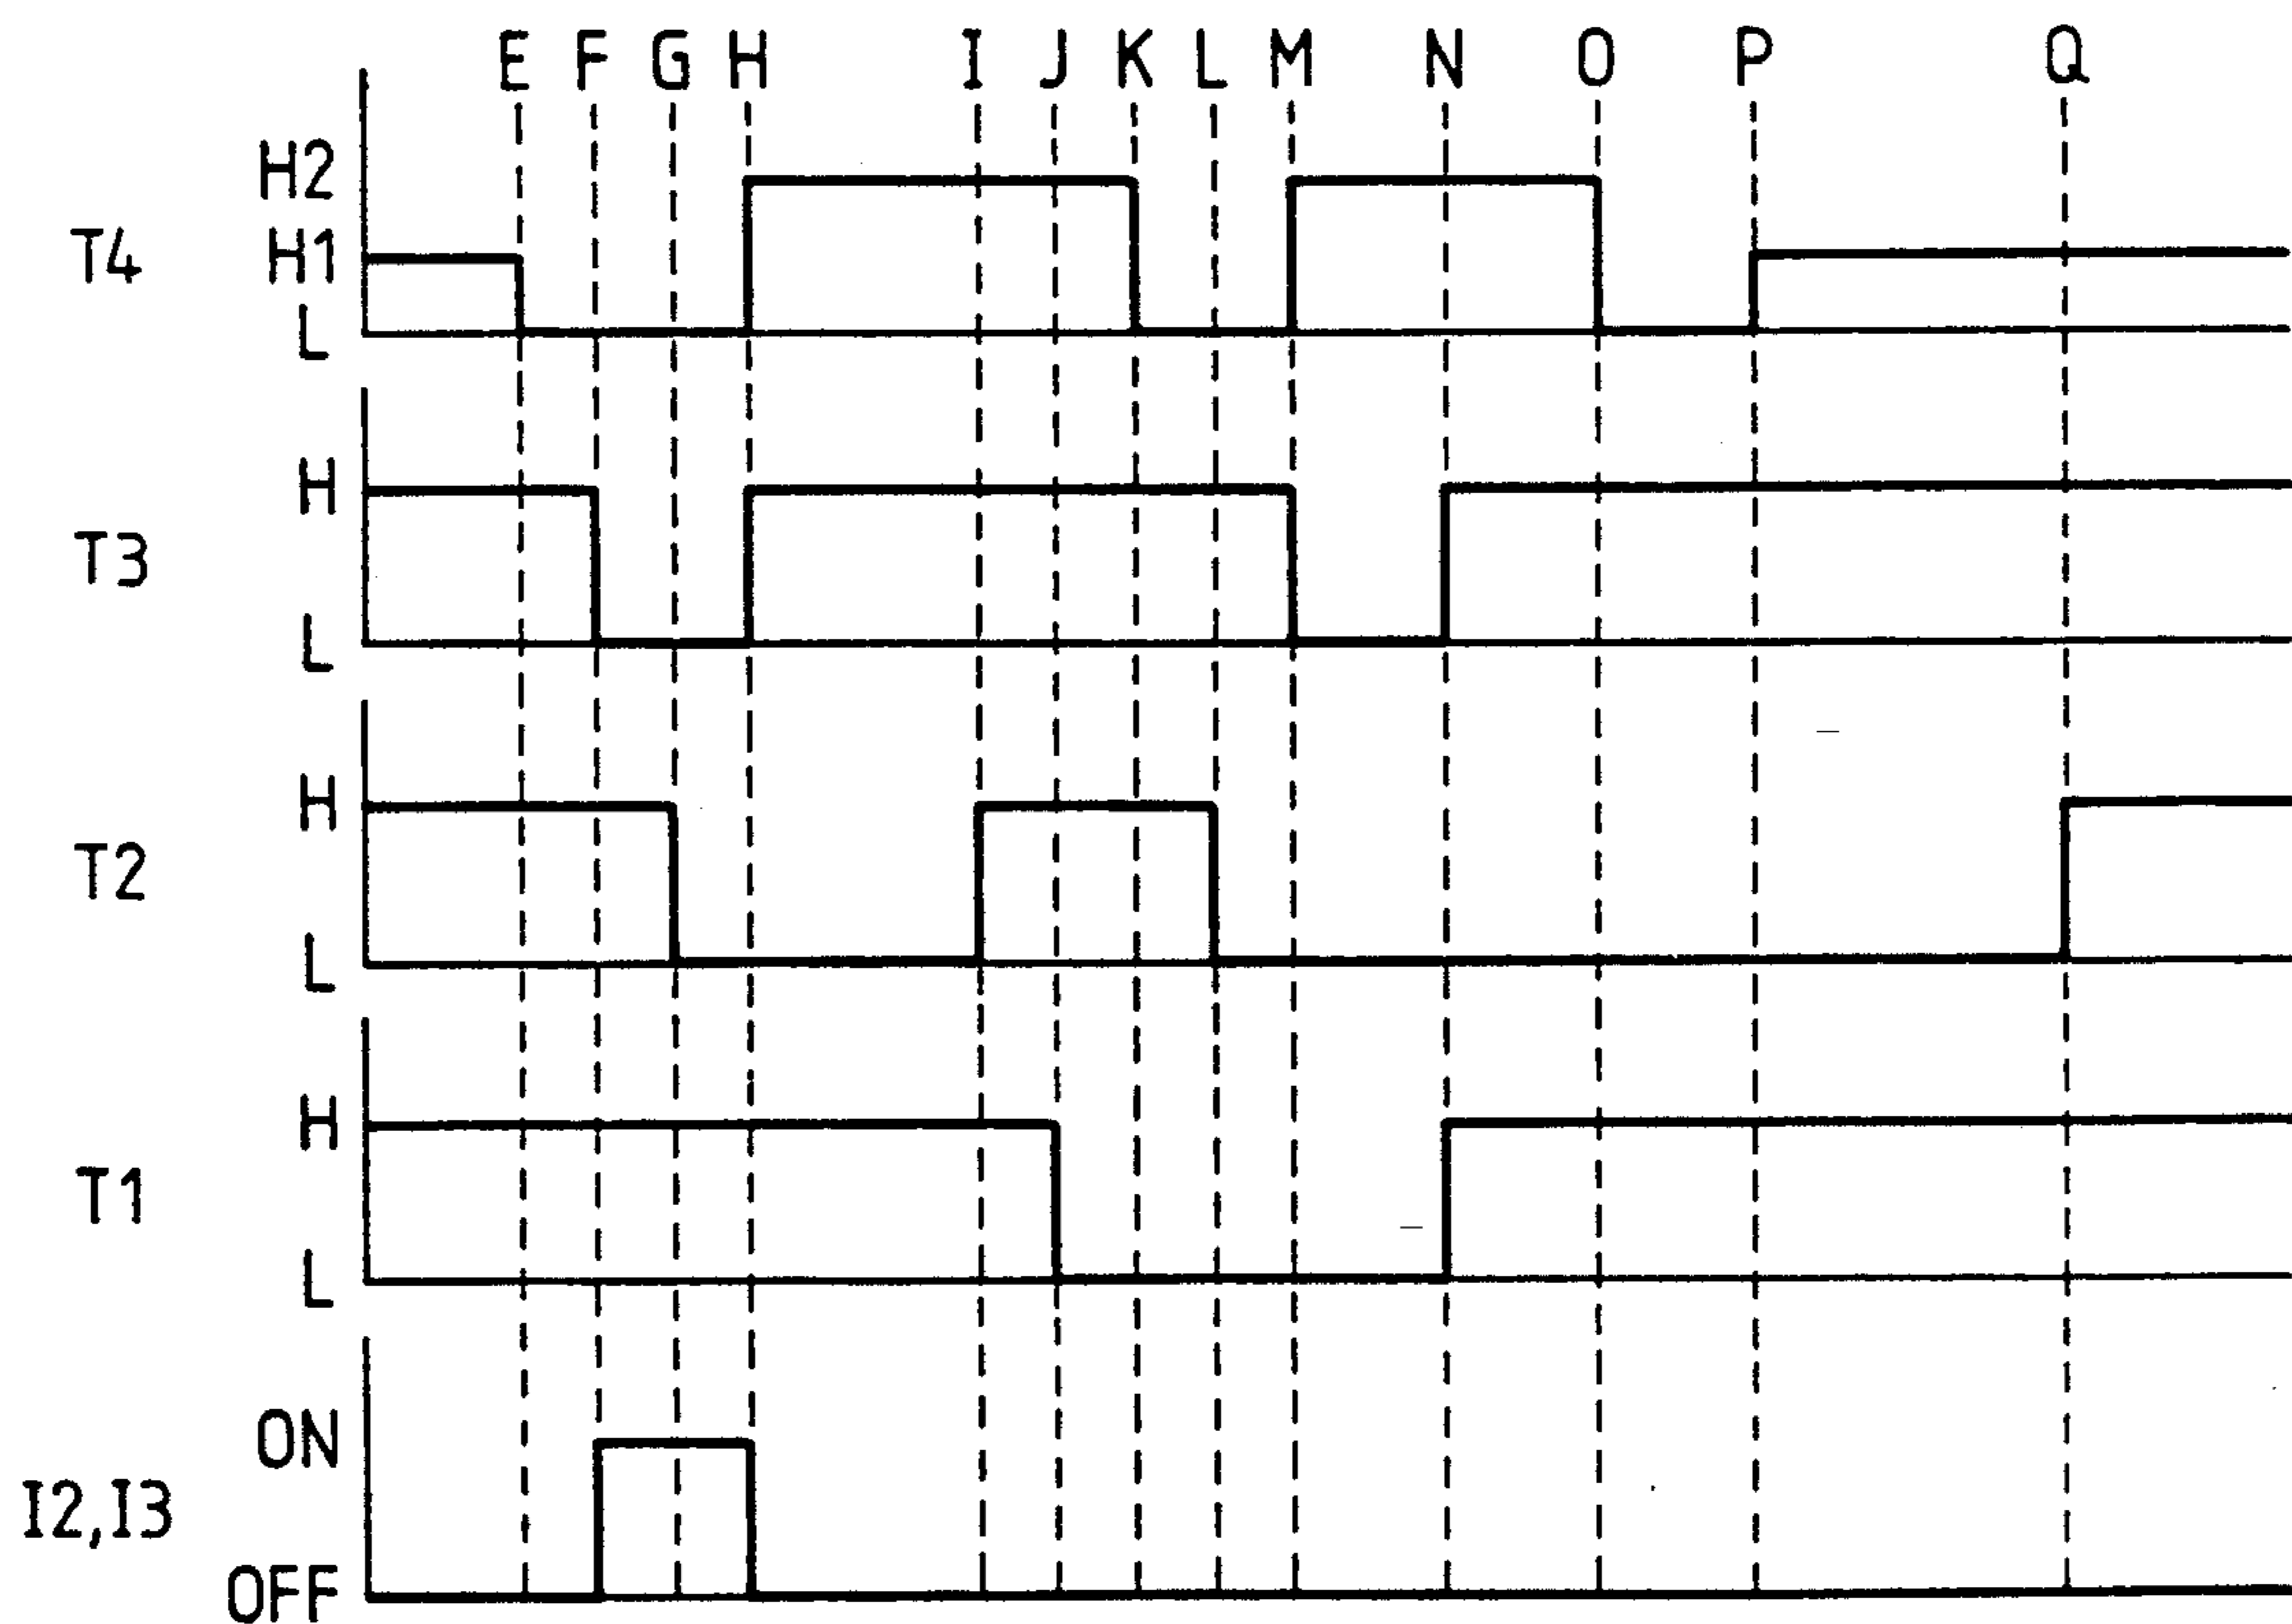 E F G H I J K L M N O P Q
H2
T4 H1
L
H
T3
L
H
T2
L
H
T1
L
ON
I2,I3
OFF